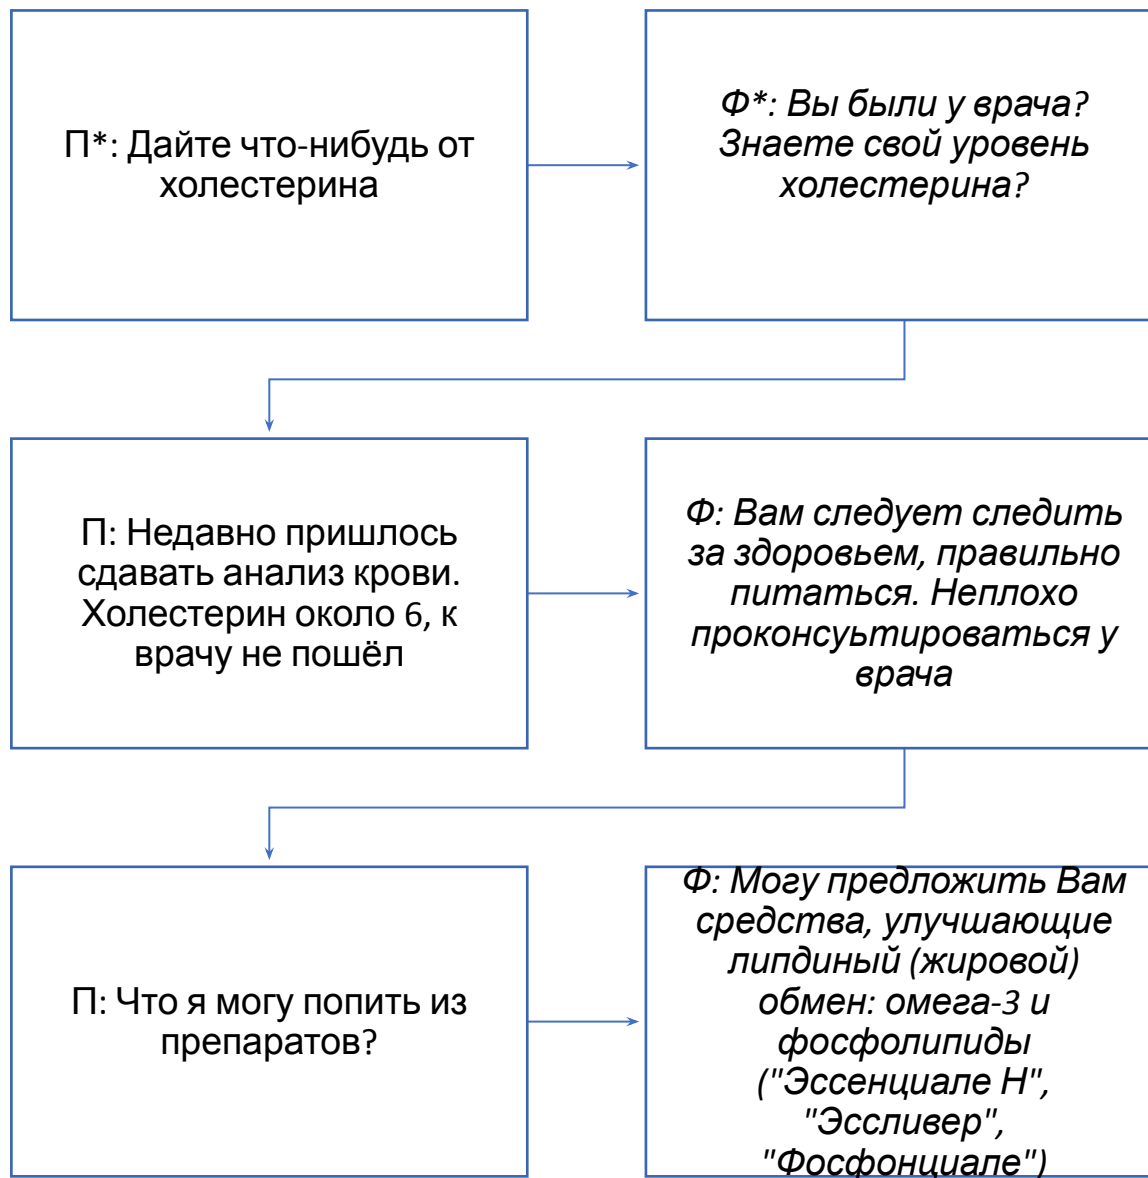 П*: Дайте что-нибудь от
холестерина
Ф*: Вы были у врача?
Знаете свой уровень
холестерина?
П: Недавно пришлось
сдавать анализ крови.
Холестерин около 6, к
врачу не пошёл
Ф: Вам следует следить
за здоровьем, правильно
питаться. Неплохо
проконсуьтироваться у
врача
П: Что я могу попить из
препаратов?
Ф: Могу предложить Вам
средства, улучшающие
липдиный (жировой)
обмен: омега-3 и
фосфолипиды
("Эссенциале Н",
"Эссливер",
"Фосфонциале")